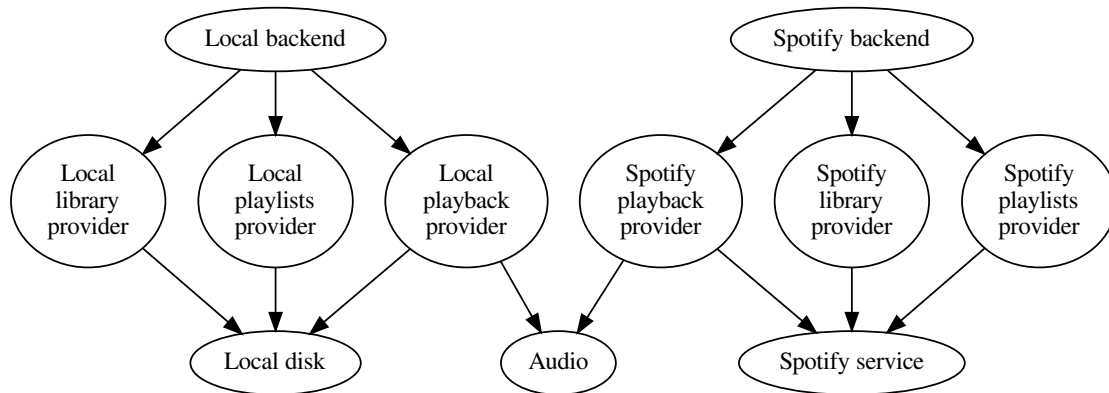 Local backend
Spotify backend
Local
library
provider
Local
playlists
provider
Local
playback
provider
Spotify
playback
provider
Spotify
library
provider
Spotify
playlists
provider
Local disk
Audio
Spotify service